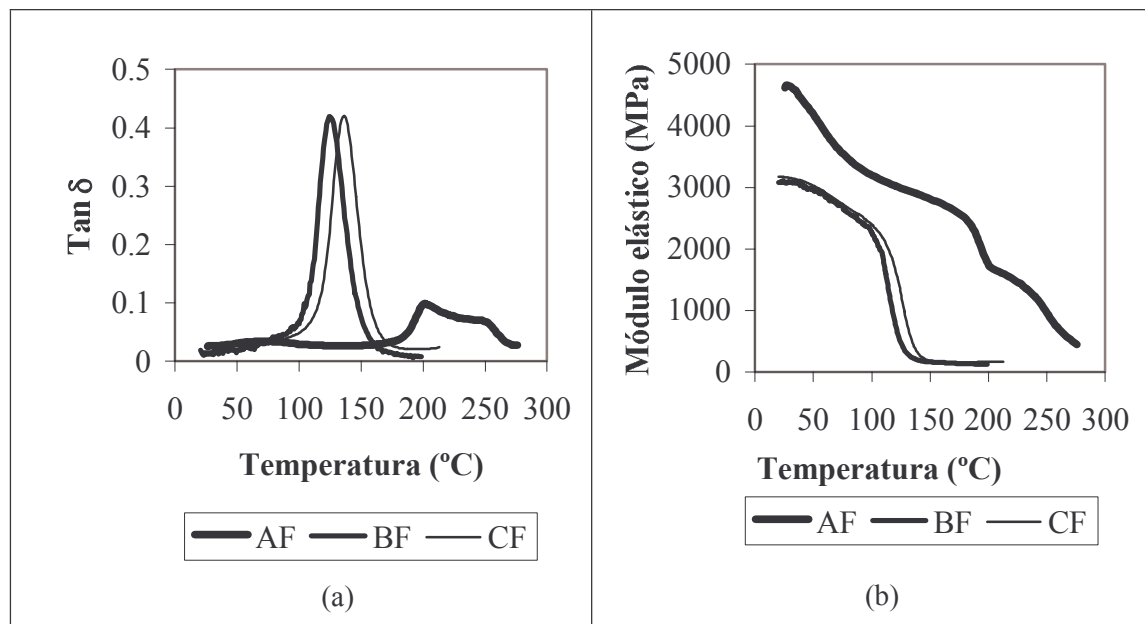 0.5
0.4
0.3
0.2
0.1
0
Tan δ
0 50 100 150 200 250 300
Temperatura (ºC)
AF BF CF
(a)
5000
4000
3000
2000
1000
0
Módulo elástico (MPa)
0 50 100 150 200 250 300
Temperatura (ºC)
AF BF CF
(b)